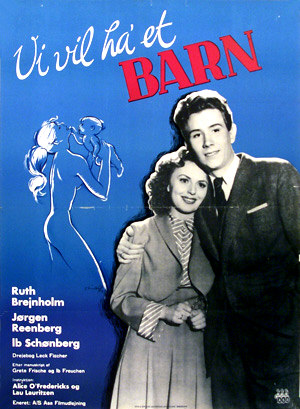 Vi vil ha' et
BARN
Ruth
Brejnholm
Jørgen
Reenberg
Ib Schønberg
Drejebog Leck Fischer
Efter manuskript af
Grete Frische og Ib Freuchen
Instruktion:
Alice O'Fredericks og
Lau Lauritzen
Eneret: A/S Asa Filmudlejning